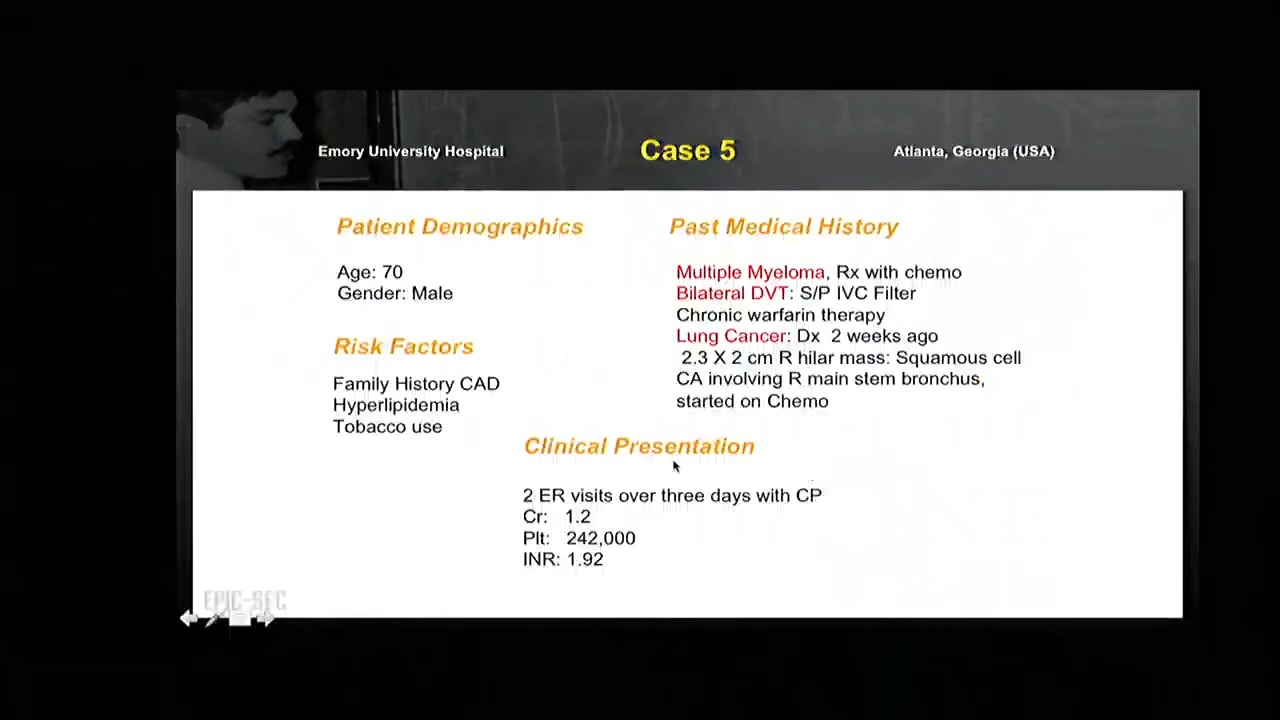 Emory University Hospital
Case 5
Atlanta, Georgia (USA)
Patient Demographics
Age: 70
Gender: Male
Risk Factors
Family History CAD
Hyperlipidemia
Tobacco use
Past Medical History
Multiple Myeloma, Rx with chemo
Bilateral DVT: S/P IVC Filter
Chronic warfarin therapy
Lung Cancer: Dx 2 weeks ago
2.3 X 2 cm R hilar mass: Squamous cell
CA involving R main stem bronchus,
started on Chemo
Clinical Presentation
2 ER visits over three days with CP
Cr: 1.2
Plt: 242,000
INR: 1.92
EPIC-SEC